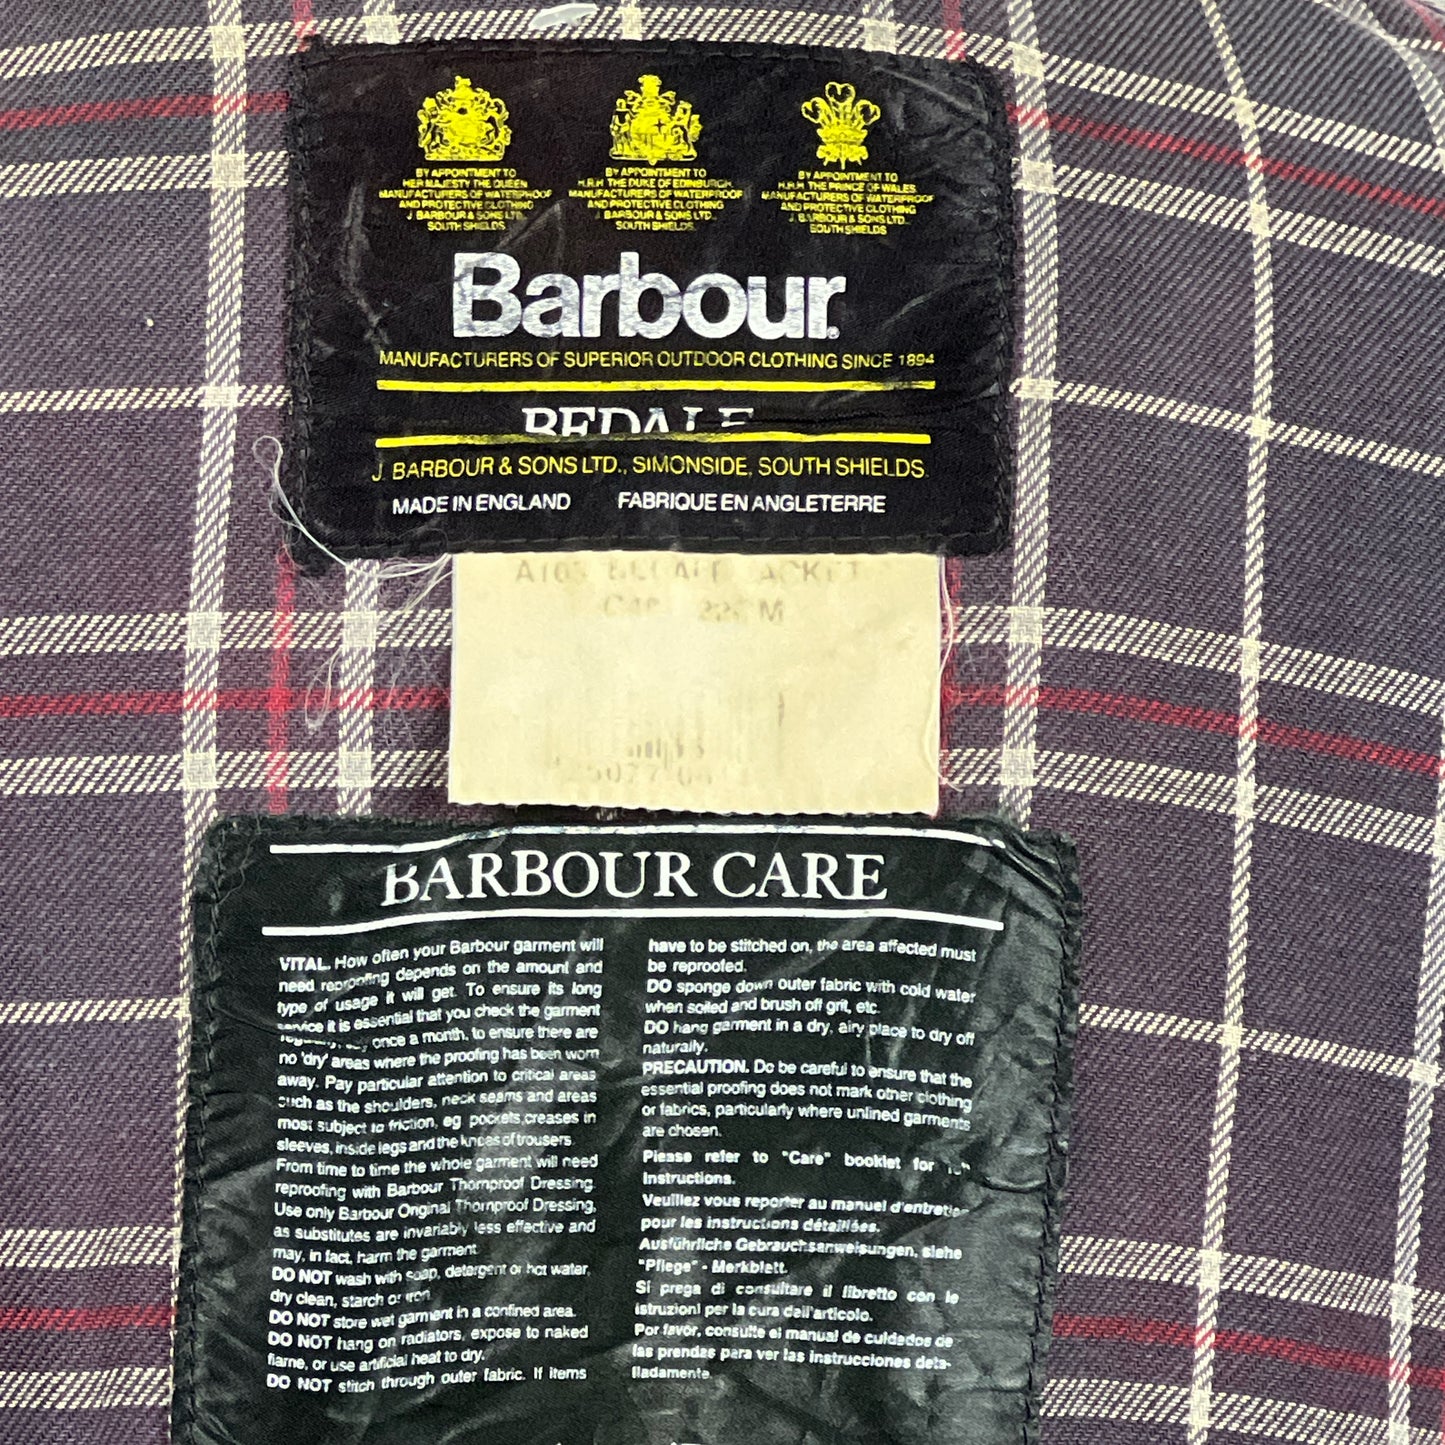 BY APPOINTMENT TO
HER MAJESTY THE QUEEN
MANUFACTURERS OF WATERPROOF
AND PROTECTIVE CLOTHING
J. BARBOUR & SONS LTD.
SOUTH SHIELDS
BY APPOINTMENT TO
H.R.H. THE DUKE OF EDINBURGH
MANUFACTURERS OF WATERPROOF
AND PROTECTIVE CLOTHING
J. BARBOUR & SONS LTD.
SOUTH SHIELDS
BY APPOINTMENT TO
H.R.H. THE PRINCE OF WALES
MANUFACTURERS OF WATERPROOF
AND PROTECTIVE CLOTHING
J. BARBOUR & SONS LTD.
SOUTH SHIELDS
Barbour
MANUFACTURERS OF SUPERIOR OUTDOOR CLOTHING SINCE 1894
BEDALE
J. BARBOUR & SONS LTD., SIMONSIDE, SOUTH SHIELDS.
MADE IN ENGLAND FABRIQUE EN ANGLETERRE
BEDALE JACKET
M
BARBOUR CARE
VITAL. How often your Barbour garment will
need reproofing depends on the amount and
type of usage it will get. To ensure its long
service it is essential that you check the garment
once a month, to ensure there are
no 'dry' areas where the proofing has been worn
away. Pay particular attention to critical areas
such as the shoulders, neck seams and areas
most subject to friction, eg pockets, creases in
sleeves, inside legs and the knees of trousers.
From time to time the whole garment will need
reproofing with Barbour Thornproof Dressing.
Use only Barbour Original Thornproof Dressing,
as substitutes are invariably less effective and
may, in fact, harm the garment.
DO NOT wash with soap, detergent or hot water,
dry clean, starch or iron.
DO NOT store wet garment in a confined area.
DO NOT hang on radiators, expose to naked
flame, or use artificial heat to dry.
DO NOT stitch through outer fabric. If items
have to be stitched on, the area affected must
be reproofed.
DO sponge down outer fabric with cold water
when soiled and brush off grit, etc.
DO hang garment in a dry, airy place to dry off
naturally.
PRECAUTION. Do be careful to ensure that the
essential proofing does not mark other clothing
or fabrics, particularly where unlined garments
are chosen.
Please refer to "Care" booklet for
instructions.
Veuillez vous reporter au manuel d'entretien
pour les instructions détaillées.
Ausführliche Gebrauchsanweisungen, siehe
"Pflege" - Merkblett.
Si prega di consultare il libretto con le
istruzioni per la cura dell'articolo.
Por favor, consulte el manual de cuidados de
las prendas para ver las instrucciones deta-
lladamente.